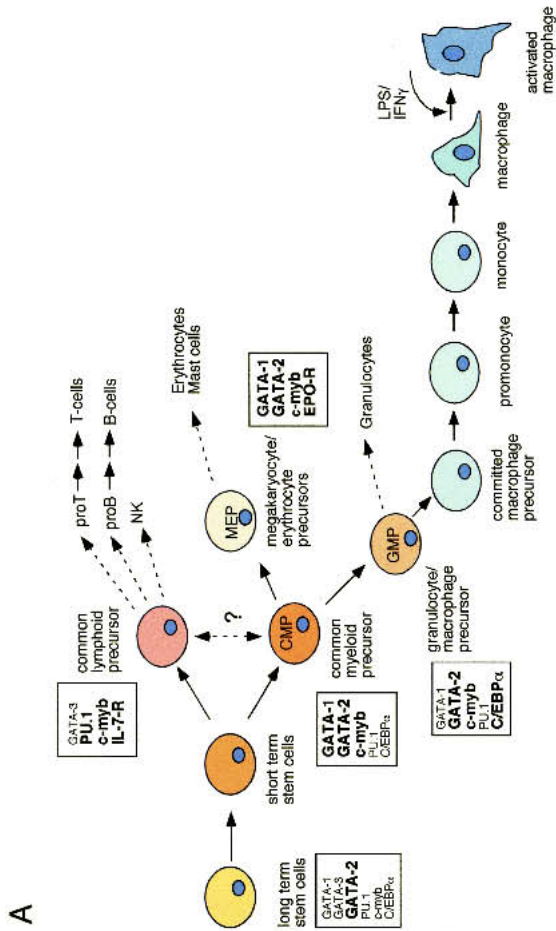 A
long term
stem cells
GATA-1
GATA-3
GATA-2
PU.1
c-myb
C/EBPα
short term
stem cells
common
lymphoid
precursor
GATA-3
PU.1
c-myb
IL-7-R
proT
T-cells
proB
B-cells
NK
?
CMP
common
myeloid
precursor
GATA-1
GATA-2
c-myb
PU.1
C/EBPα
MEP
megakaryocyte/
erythrocyte
precursors
Erythrocytes
Mast cells
GATA-1
GATA-2
c-myb
EPO-R
GMP
granulocyte/
macrophage
precursor
GATA-1
GATA-2
c-myb
PU.1
C/EBPα
Granulocytes
committed
macrophage
precursor
promonocyte
monocyte
macrophage
LPS/
IFNγ
activated
macrophage